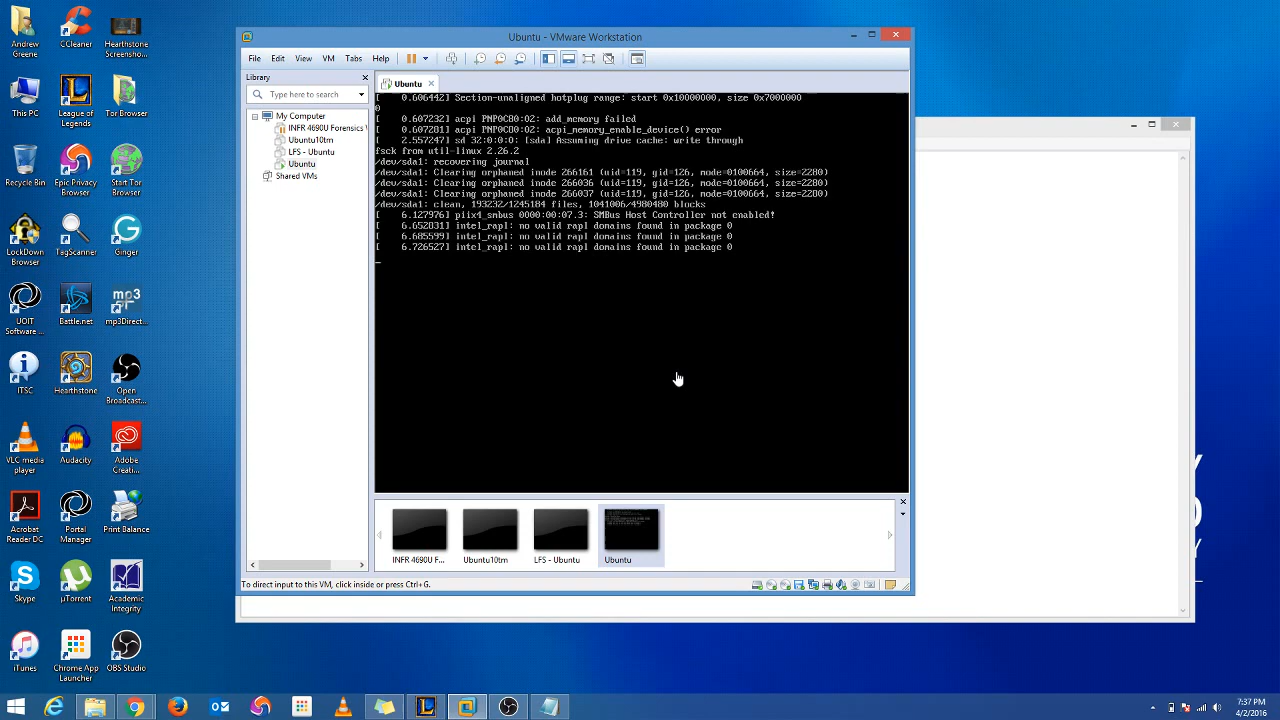 Andrew
Greene
CCleaner
Hearthstone
Screensho...
This PC
League of
Legends
Tor Browser
Recycle Bin
Epic Privacy
Browser
Start Tor
Browser
LockDown
Browser
TagScanner
Ginger
UOIT
Software ...
Battle.net
mp3
mp3Direct...
ITSC
Hearthstone
Open
Broadcast...
VLC media
player
Audacity
Adobe
Creati...
Acrobat
Reader DC
Portal
Manager
Print Balance
Skype
µTorrent
Academic
Integrity
iTunes
Chrome App
Launcher
OBS Studio
Ubuntu - VMware Workstation
File Edit View VM Tabs Help
Library
Type here to search
My Computer
INFR 4690U Forensics V
Ubuntu10tm
LFS - Ubuntu
Ubuntu
Shared VMs
Ubuntu
[ 0.606442] Section-unaligned hotplug range: start 0x10000000, size 0x7000000
0
[ 0.607232] acpi PNP0C80:02: add_memory failed
[ 0.607281] acpi PNP0C80:02: acpi_memory_enable_device() error
[ 2.557247] sd 32:0:0:0: [sda] Assuming drive cache: write through
fsck from util-linux 2.26.2
/dev/sda1: recovering journal
/dev/sda1: Clearing orphaned inode 266161 (uid=119, gid=126, mode=0100664, size=2280)
/dev/sda1: Clearing orphaned inode 266036 (uid=119, gid=126, mode=0100664, size=2280)
/dev/sda1: Clearing orphaned inode 266037 (uid=119, gid=126, mode=0100664, size=2280)
/dev/sda1: clean, 193232/1245184 files, 1041006/4980480 blocks
[ 6.127976] piix4_smbus 0000:00:07.3: SMBus Host Controller not enabled!
[ 6.652031] intel_rapl: no valid rapl domains found in package 0
[ 6.685599] intel_rapl: no valid rapl domains found in package 0
[ 6.726527] intel_rapl: no valid rapl domains found in package 0
INFR 4690U F...
Ubuntu10tm
LFS - Ubuntu
Ubuntu
To direct input to this VM, click inside or press Ctrl+G.
7:37 PM
4/2/2016